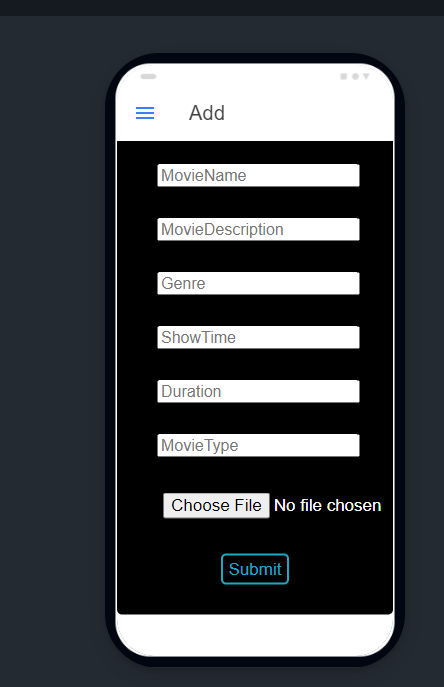 Add
MovieName
MovieDescription
Genre
ShowTime
Duration
MovieType
Choose File No file chosen
Submit